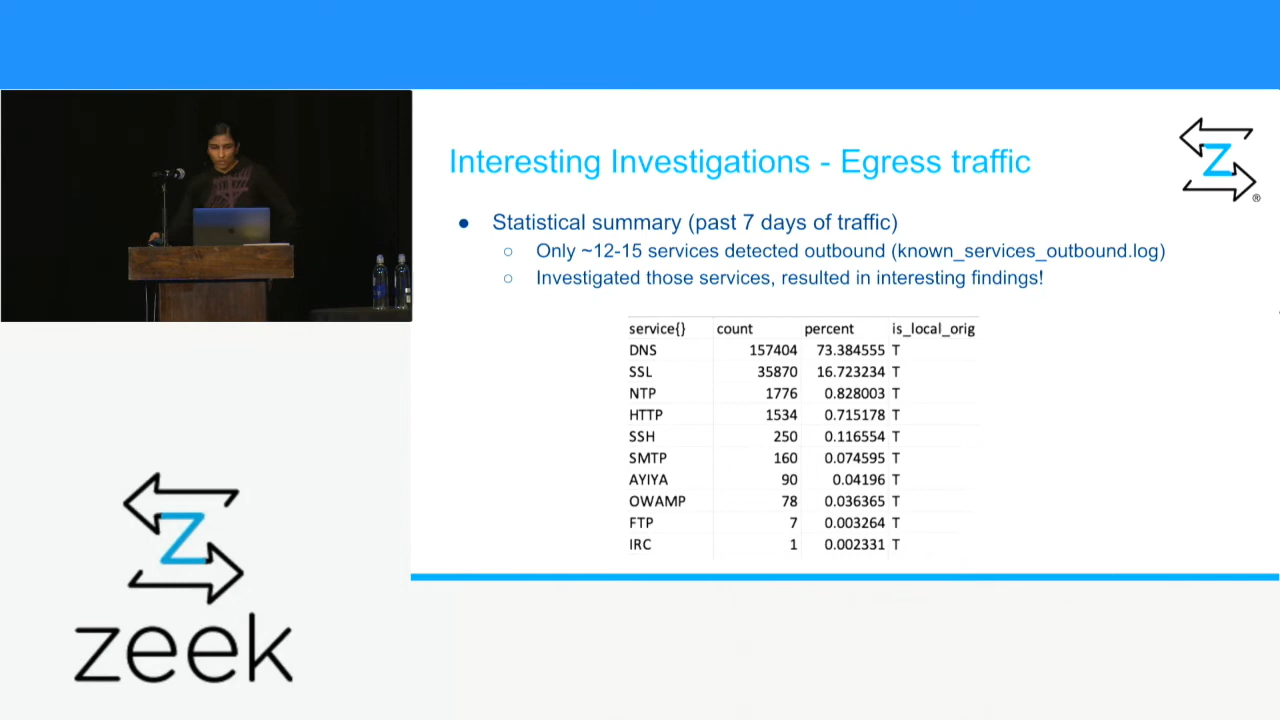 Interesting Investigations - Egress traffic
Z
®
● Statistical summary (past 7 days of traffic)
○ Only ~12-15 services detected outbound (known_services_outbound.log)
○ Investigated those services, resulted in interesting findings!
service{} count percent is_local_orig
DNS 157404 73.384555 T
SSL 35870 16.723234 T
NTP 1776 0.828003 T
HTTP 1534 0.715178 T
SSH 250 0.116554 T
SMTP 160 0.074595 T
AYIYA 90 0.04196 T
OWAMP 78 0.036365 T
FTP 7 0.003264 T
IRC 1 0.002331 T
Z
zeek